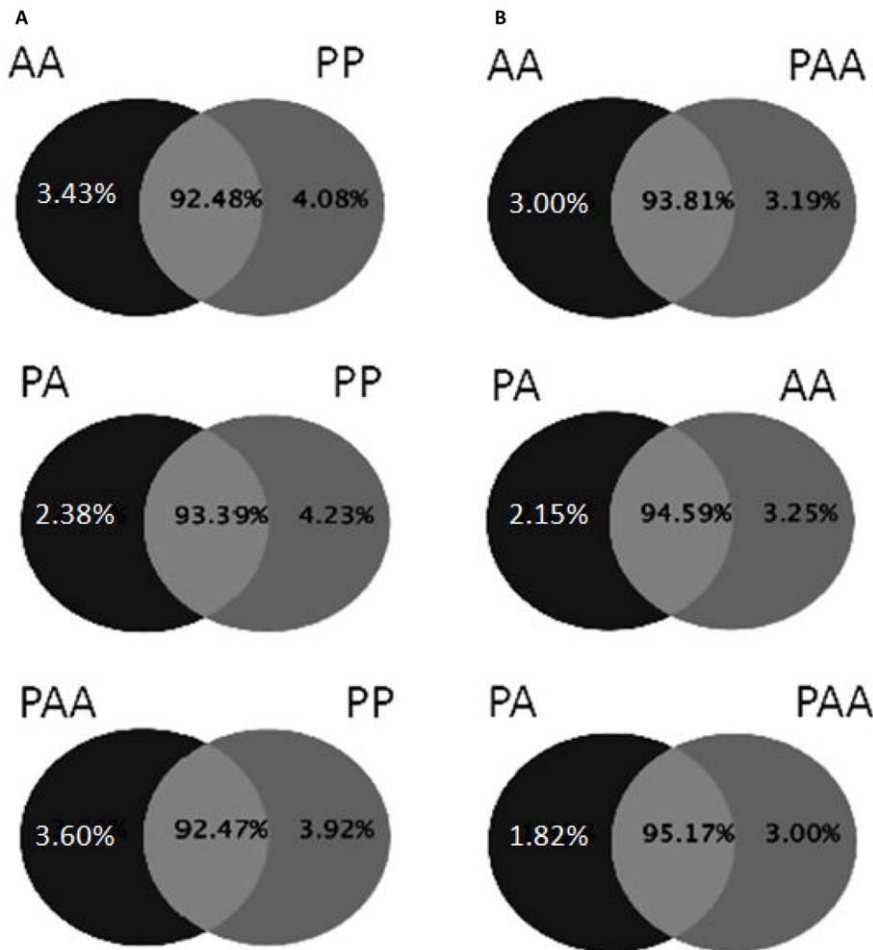 A
B
AA PP
3.43% 92.48% 4.08%
AA PAA
3.00% 93.81% 3.19%
PA PP
2.38% 93.39% 4.23%
PA AA
2.15% 94.59% 3.25%
PAA PP
3.60% 92.47% 3.92%
PA PAA
1.82% 95.17% 3.00%